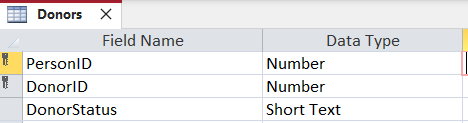 Donors
Field Name Data Type
PersonID Number
DonorID Number
DonorStatus Short Text